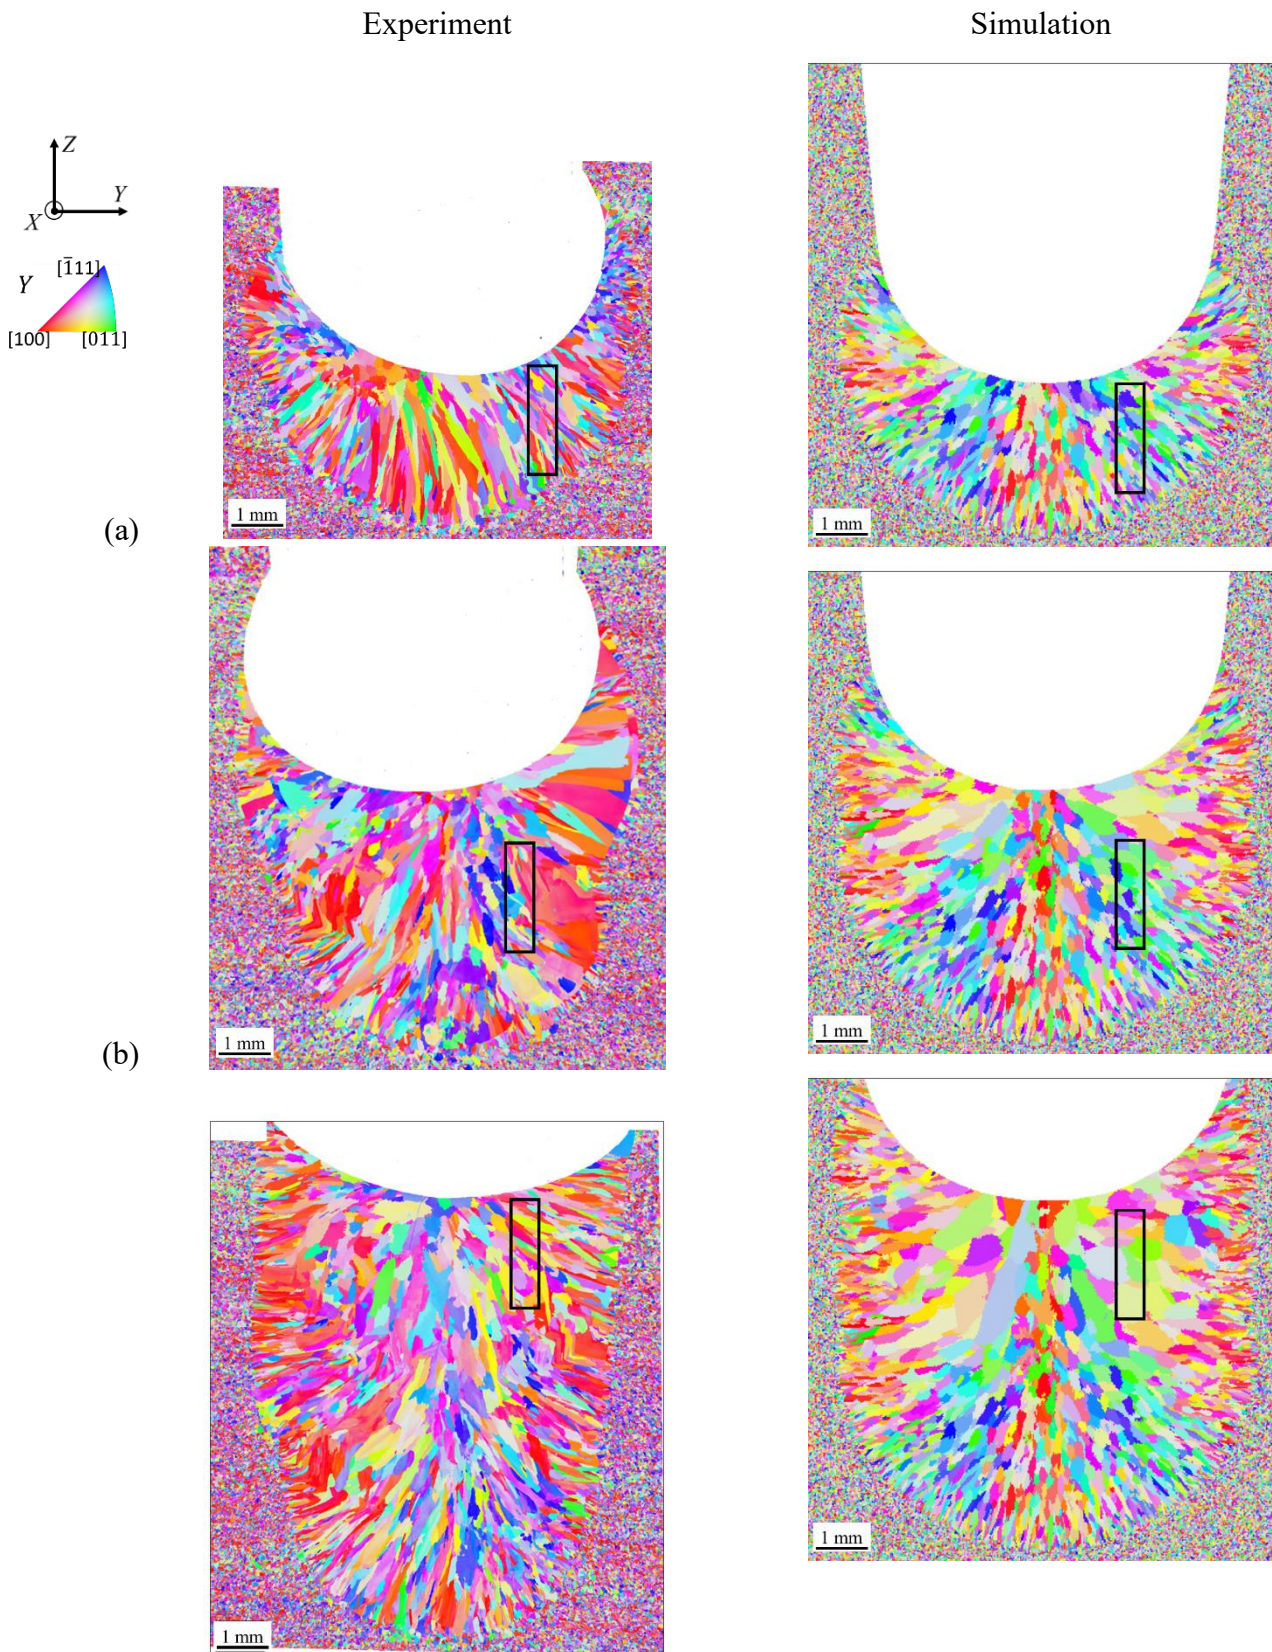 Experiment
Simulation
Z
Y
X
Y
[1̅11]
[100]
[011]
1 mm
1 mm
(a)
1 mm
1 mm
(b)
1 mm
1 mm